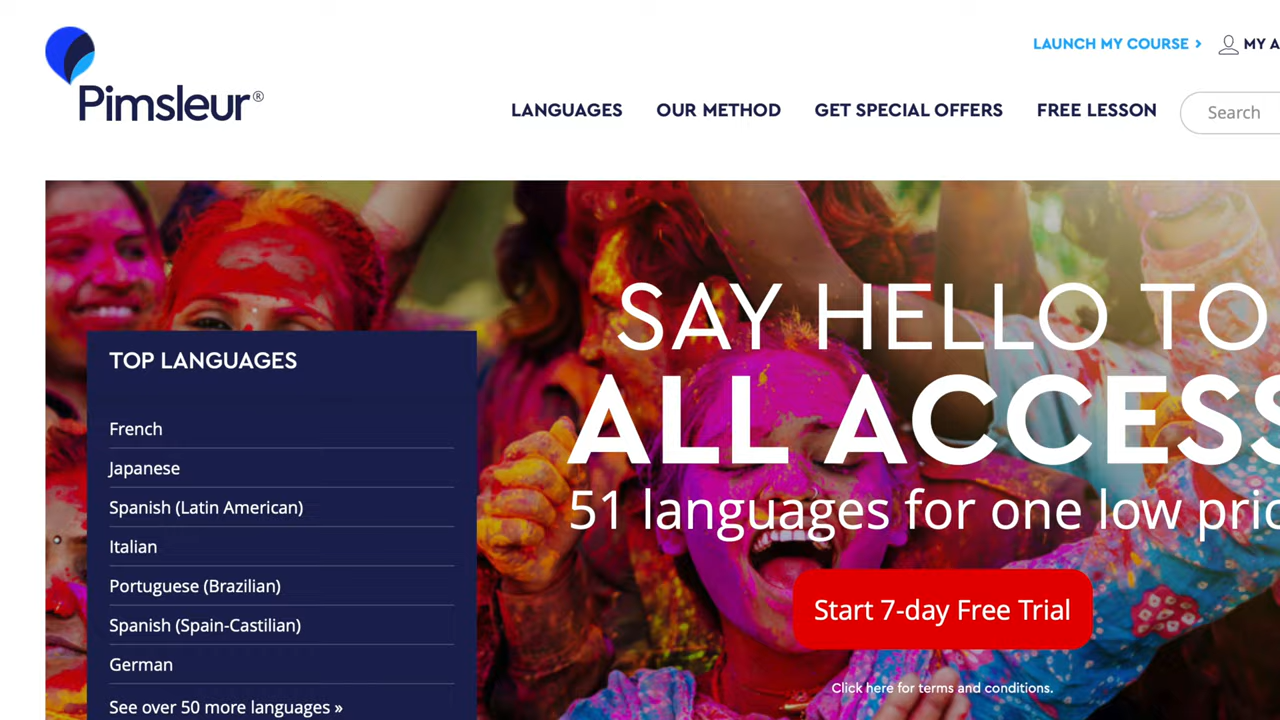 LAUNCH MY COURSE ›
MY A
Pimsleur®
LANGUAGES
OUR METHOD
GET SPECIAL OFFERS
FREE LESSON
Search
SAY HELLO TO
ALL ACCESS
51 languages for one low pric
Start 7-day Free Trial
Click here for terms and conditions.
TOP LANGUAGES
French
Japanese
Spanish (Latin American)
Italian
Portuguese (Brazilian)
Spanish (Spain-Castilian)
German
See over 50 more languages »